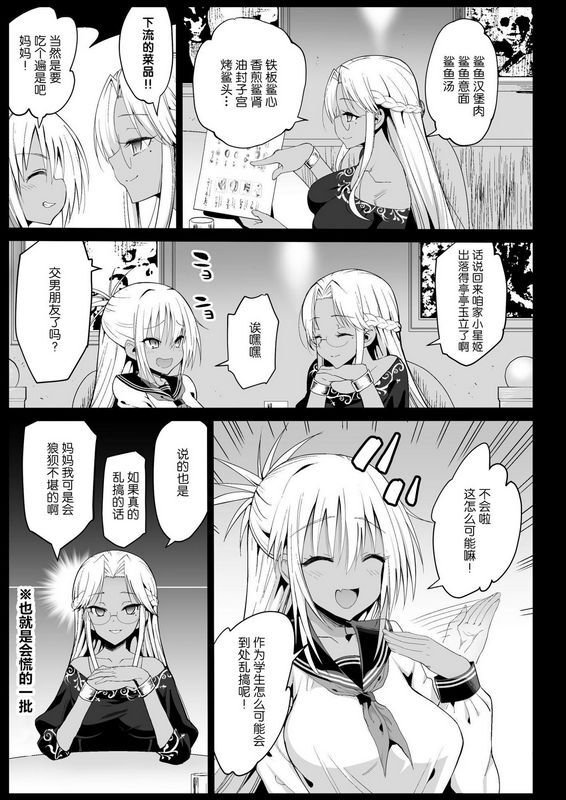 鲨鱼汉堡肉
鲨鱼意面
鲨鱼汤
铁板鲨心
香煎鲨肾
油封子宫
烤鲨头…
下流的菜品!!
当然是要
吃个遍是吧
妈妈！
话说回来咱家小星姬
出落得亭亭玉立了啊
诶嘿嘿
ヨ
ヨ
交男朋友了吗？
不会啦
这怎么可能嘛！
作为学生怎么可能会
到处乱搞呢！
说的也是
如果真的
乱搞的话
妈妈我可是会
狼狈不堪的啊
※也就是会慌的一批